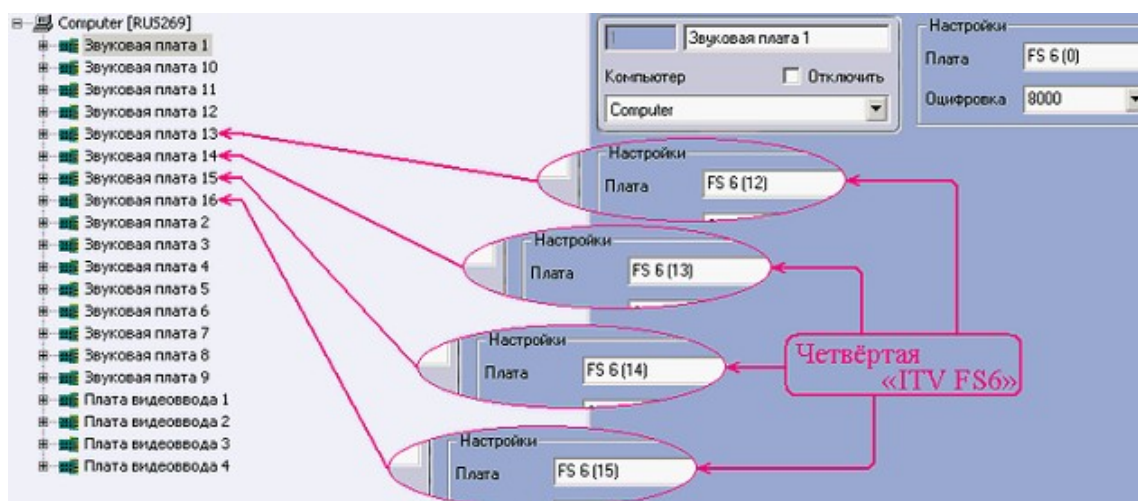 Computer [RUS269]
Звуковая плата 1
Звуковая плата 10
Звуковая плата 11
Звуковая плата 12
Звуковая плата 13
Звуковая плата 14
Звуковая плата 15
Звуковая плата 16
Звуковая плата 2
Звуковая плата 3
Звуковая плата 4
Звуковая плата 5
Звуковая плата 6
Звуковая плата 7
Звуковая плата 8
Звуковая плата 9
Плата видеоввода 1
Плата видеоввода 2
Плата видеоввода 3
Плата видеоввода 4
1 Звуковая плата 1
Компьютер Отключить
Computer
Настройки
Плата FS 6 (0)
Оцифровка 8000
Настройки
Плата FS 6 (12)
Настройки
Плата FS 6 (13)
Настройки
Плата FS 6 (14)
Настройки
Плата FS 6 (15)
Четвёртая
«ITV FS6»